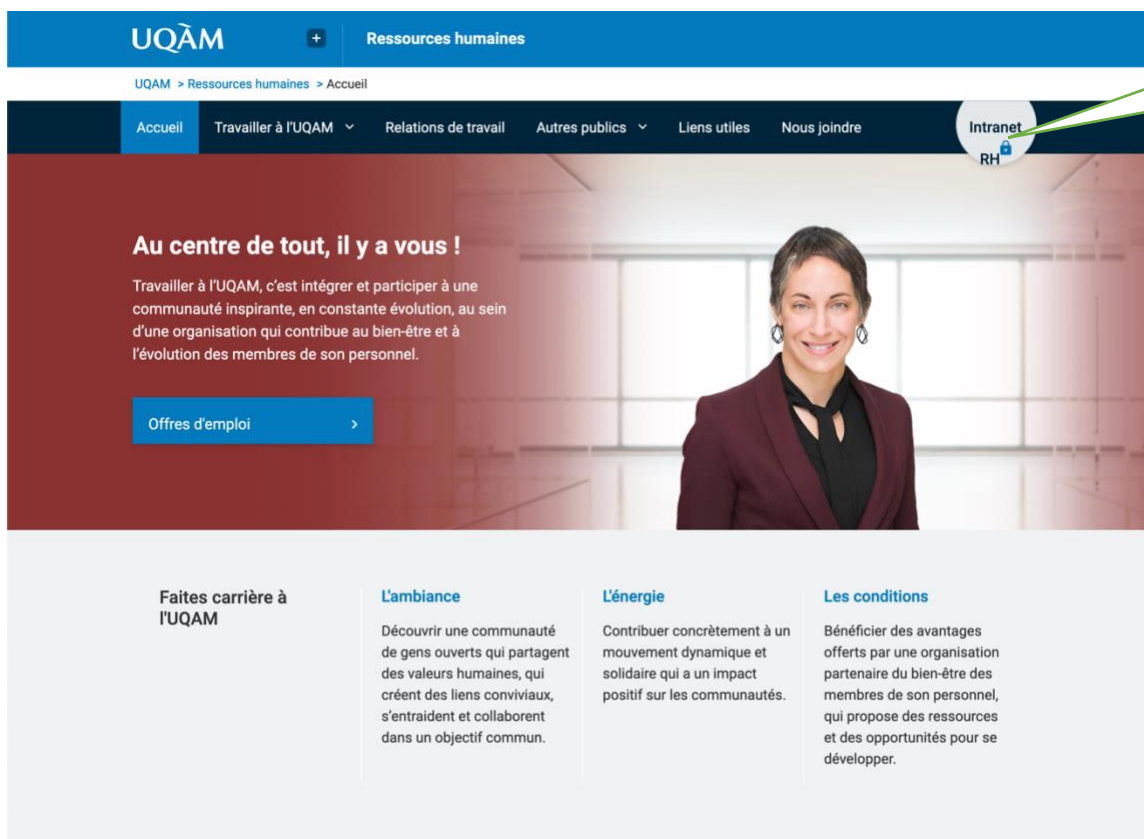 UQÀM
+
Ressources humaines
UQAM > Ressources humaines > Accueil
Accueil
Travailler à l'UQAM
Relations de travail
Autres publics
Liens utiles
Nous joindre
Intranet
RH
Au centre de tout, il y a vous !
Travailler à l'UQAM, c'est intégrer et participer à une
communauté inspirante, en constante évolution, au sein
d'une organisation qui contribue au bien-être et à
l'évolution des membres de son personnel.
Offres d'emploi >
Faites carrière à
l'UQAM
L'ambiance
Découvrir une communauté
de gens ouverts qui partagent
des valeurs humaines, qui
créent des liens conviviaux,
s'entraident et collaborent
dans un objectif commun.
L'énergie
Contribuer concrètement à un
mouvement dynamique et
solidaire qui a un impact
positif sur les communautés.
Les conditions
Bénéficier des avantages
offerts par une organisation
partenaire du bien-être des
membres de son personnel,
qui propose des ressources
et des opportunités pour se
développer.